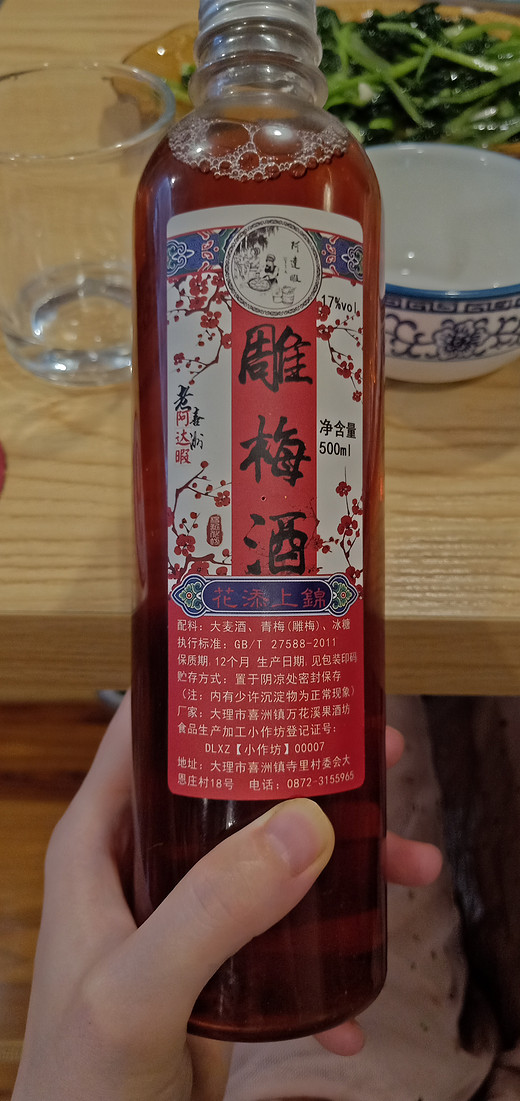 阿达暇
17%vol
雕梅酒
净含量
500ml
老喜洲
阿达暇
花添上錦
配料：大麦酒、青梅(雕梅)、冰糖
执行标准：GB/T 27588-2011
保质期.12个月 生产日期.见包装印码
贮存方式：置于阴凉处密封保存
（注：内有少许沉淀物为正常现象）
厂家：大理市喜洲镇万花溪果酒坊
食品生产加工小作坊登记证号：
DLXZ【小作坊】00007
地址：大理市喜洲镇寺里村委会大
恩庄村18号 电话：0872-3155965